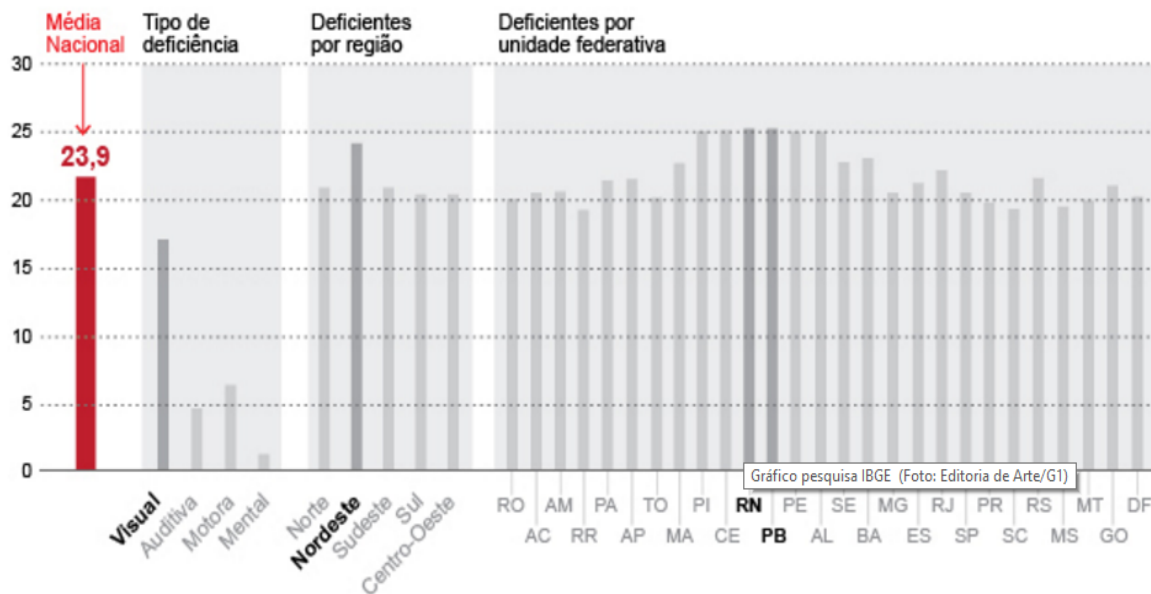 Média
Nacional
Tipo de
deficiência
Deficientes
por região
Deficientes por
unidade federativa
30
25
23,9
20
15
10
5
0
Visual
Auditiva
Motora
Mental
Norte
Nordeste
Sudeste
Sul
Centro-Oeste
Gráfico pesquisa IBGE (Foto: Editoria de Arte/G1)
RO AM PA TO PI RN PE SE MG RJ PR RS MT DF
AC RR AP MA CE PB AL BA ES SP SC MS GO